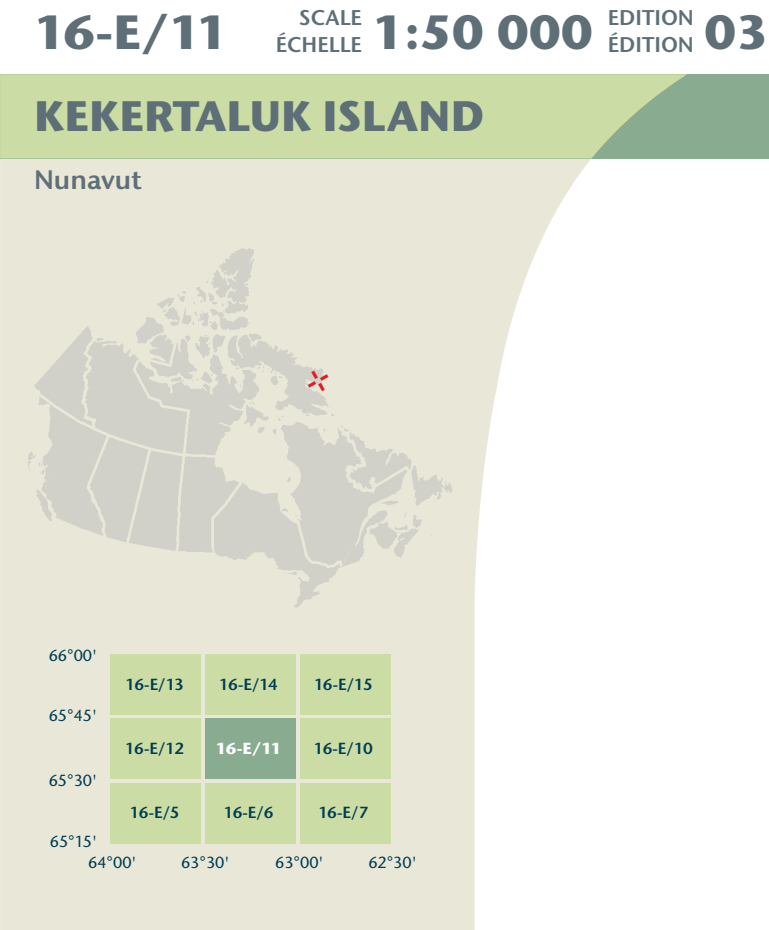 16-E/11 SCALE ÉCHELLE 1:50 000 EDITION ÉDITION 03
KEKERTALUK ISLAND
Nunavut
66°00'
16-E/13 16-E/14 16-E/15
65°45'
16-E/12 16-E/11 16-E/10
65°30'
16-E/5 16-E/6 16-E/7
65°15'
64°00' 63°30' 63°00' 62°30'